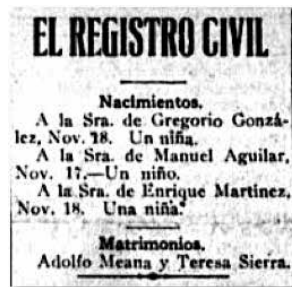 EL REGISTRO CIVIL
Nacimientos.
A la Sra. de Gregorio Gonzá-
lez, Nov. 18. Un niña.
A la Sra. de Manuel Aguilar,
Nov. 17.—Un niño.
A la Sra. de Enrique Martinez,
Nov. 18. Una niña.
Matrimonios.
Adolfo Meana y Teresa Sierra.